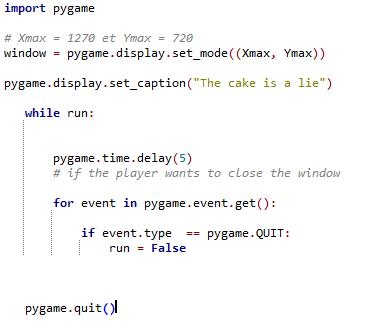 import pygame
# Xmax = 1270 et Ymax = 720
window = pygame.display.set_mode((Xmax, Ymax))
pygame.display.set_caption("The cake is a lie")
while run:
pygame.time.delay(5)
# if the player wants to close the window
for event in pygame.event.get():
if event.type  == pygame.QUIT:
run = False
pygame.quit()